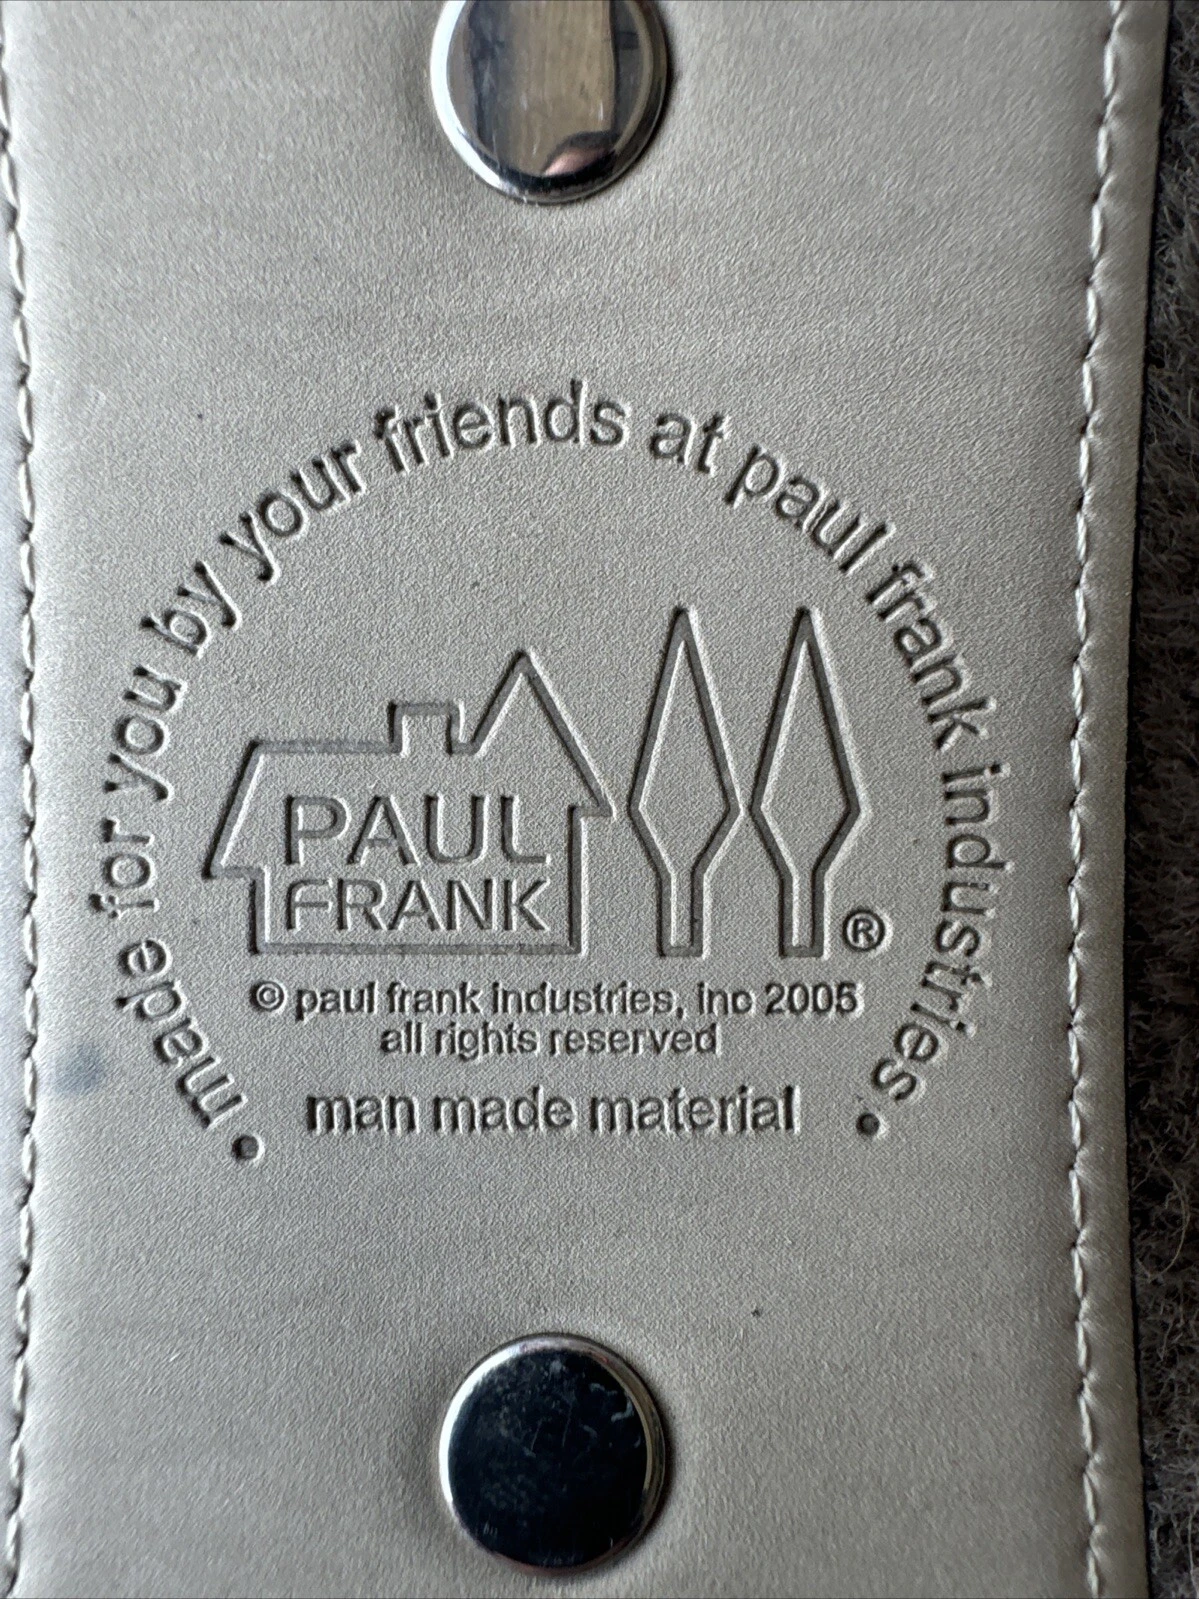 • made for you by your friends at paul frank industries •
PAUL
FRANK
®
© paul frank industries, inc 2005
all rights reserved
man made material